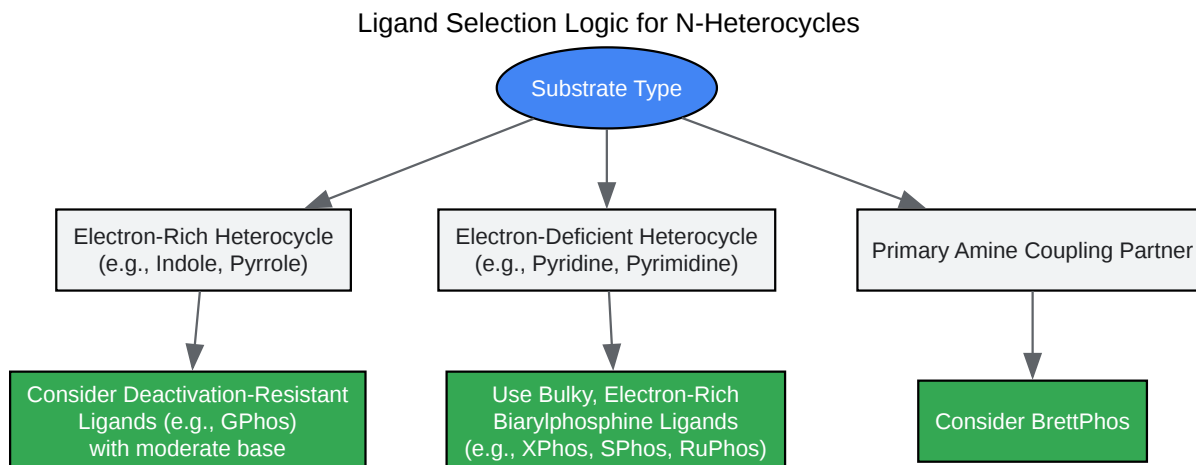 Ligand Selection Logic for N-Heterocycles
Substrate Type
Electron-Rich Heterocycle
(e.g., Indole, Pyrrole)
Electron-Deficient Heterocycle
(e.g., Pyridine, Pyrimidine)
Primary Amine Coupling Partner
Consider Deactivation-Resistant
Ligands (e.g., GPhos)
with moderate base
Use Bulky, Electron-Rich
Biarylphosphine Ligands
(e.g., XPhos, SPhos, RuPhos)
Consider BrettPhos